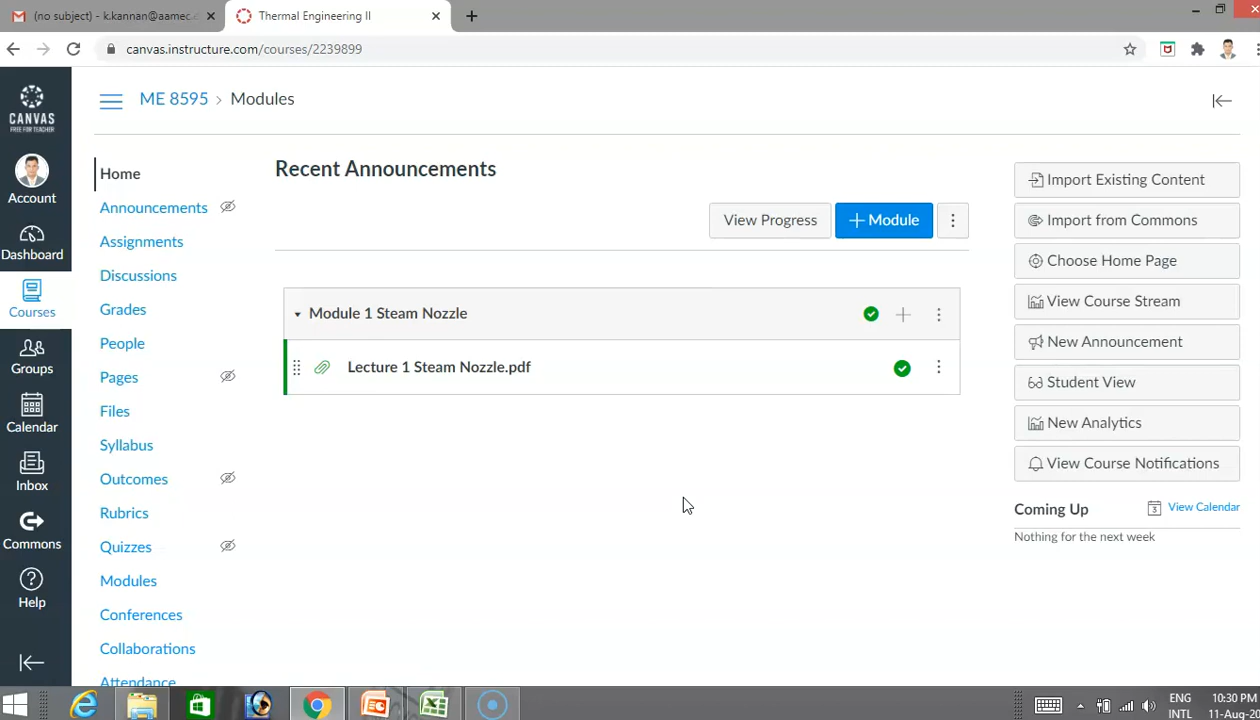 (no subject) - k.kannan@aamec.e
Thermal Engineering II
canvas.instructure.com/courses/2239899
CANVAS
FREE FOR TEACHER
Account
Dashboard
Courses
Groups
Calendar
Inbox
Commons
Help
ME 8595 > Modules
Home
Announcements
Assignments
Discussions
Grades
People
Pages
Files
Syllabus
Outcomes
Rubrics
Quizzes
Modules
Conferences
Collaborations
Attendance
Recent Announcements
View Progress
+ Module
Module 1 Steam Nozzle
Lecture 1 Steam Nozzle.pdf
Import Existing Content
Import from Commons
Choose Home Page
View Course Stream
New Announcement
Student View
New Analytics
View Course Notifications
Coming Up
3 View Calendar
Nothing for the next week
ENG
INTL
10:30 PM
11-Aug-20